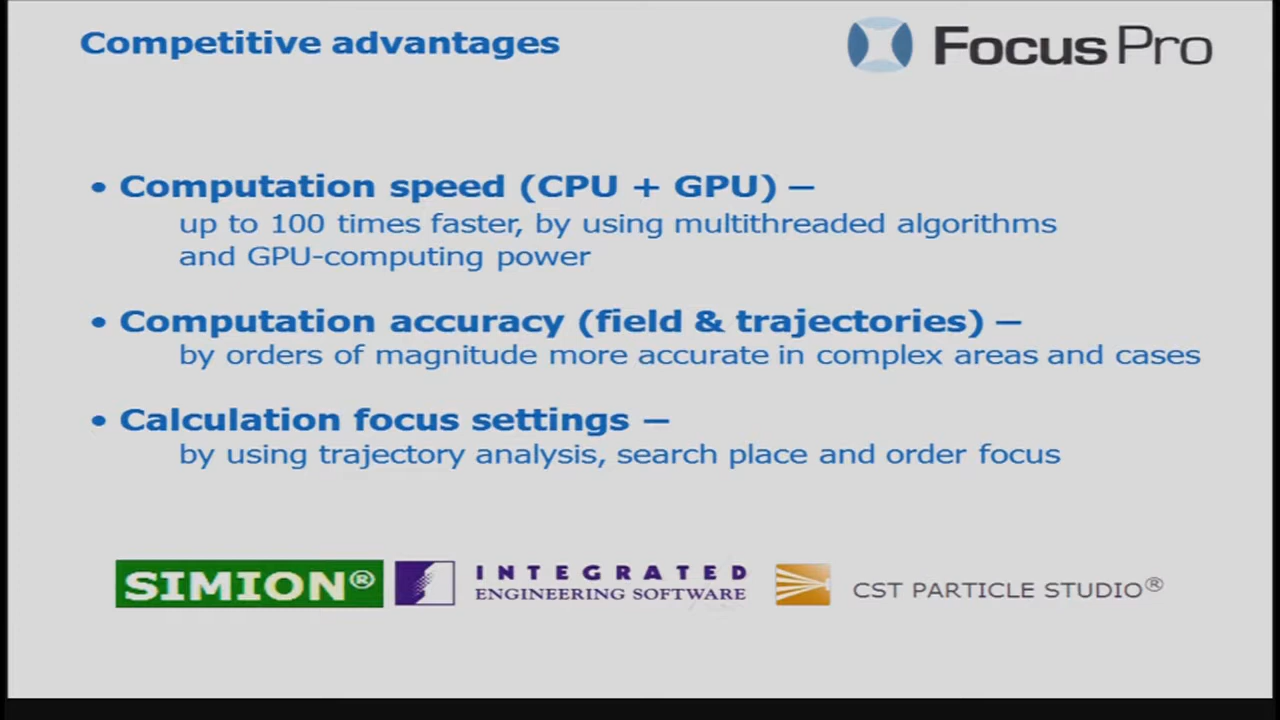 Competitive advantages
Focus Pro
• Computation speed (CPU + GPU) –
up to 100 times faster, by using multithreaded algorithms
and GPU-computing power
• Computation accuracy (field & trajectories) –
by orders of magnitude more accurate in complex areas and cases
• Calculation focus settings –
by using trajectory analysis, search place and order focus
SIMION®
INTEGRATED
ENGINEERING SOFTWARE
CST PARTICLE STUDIO®